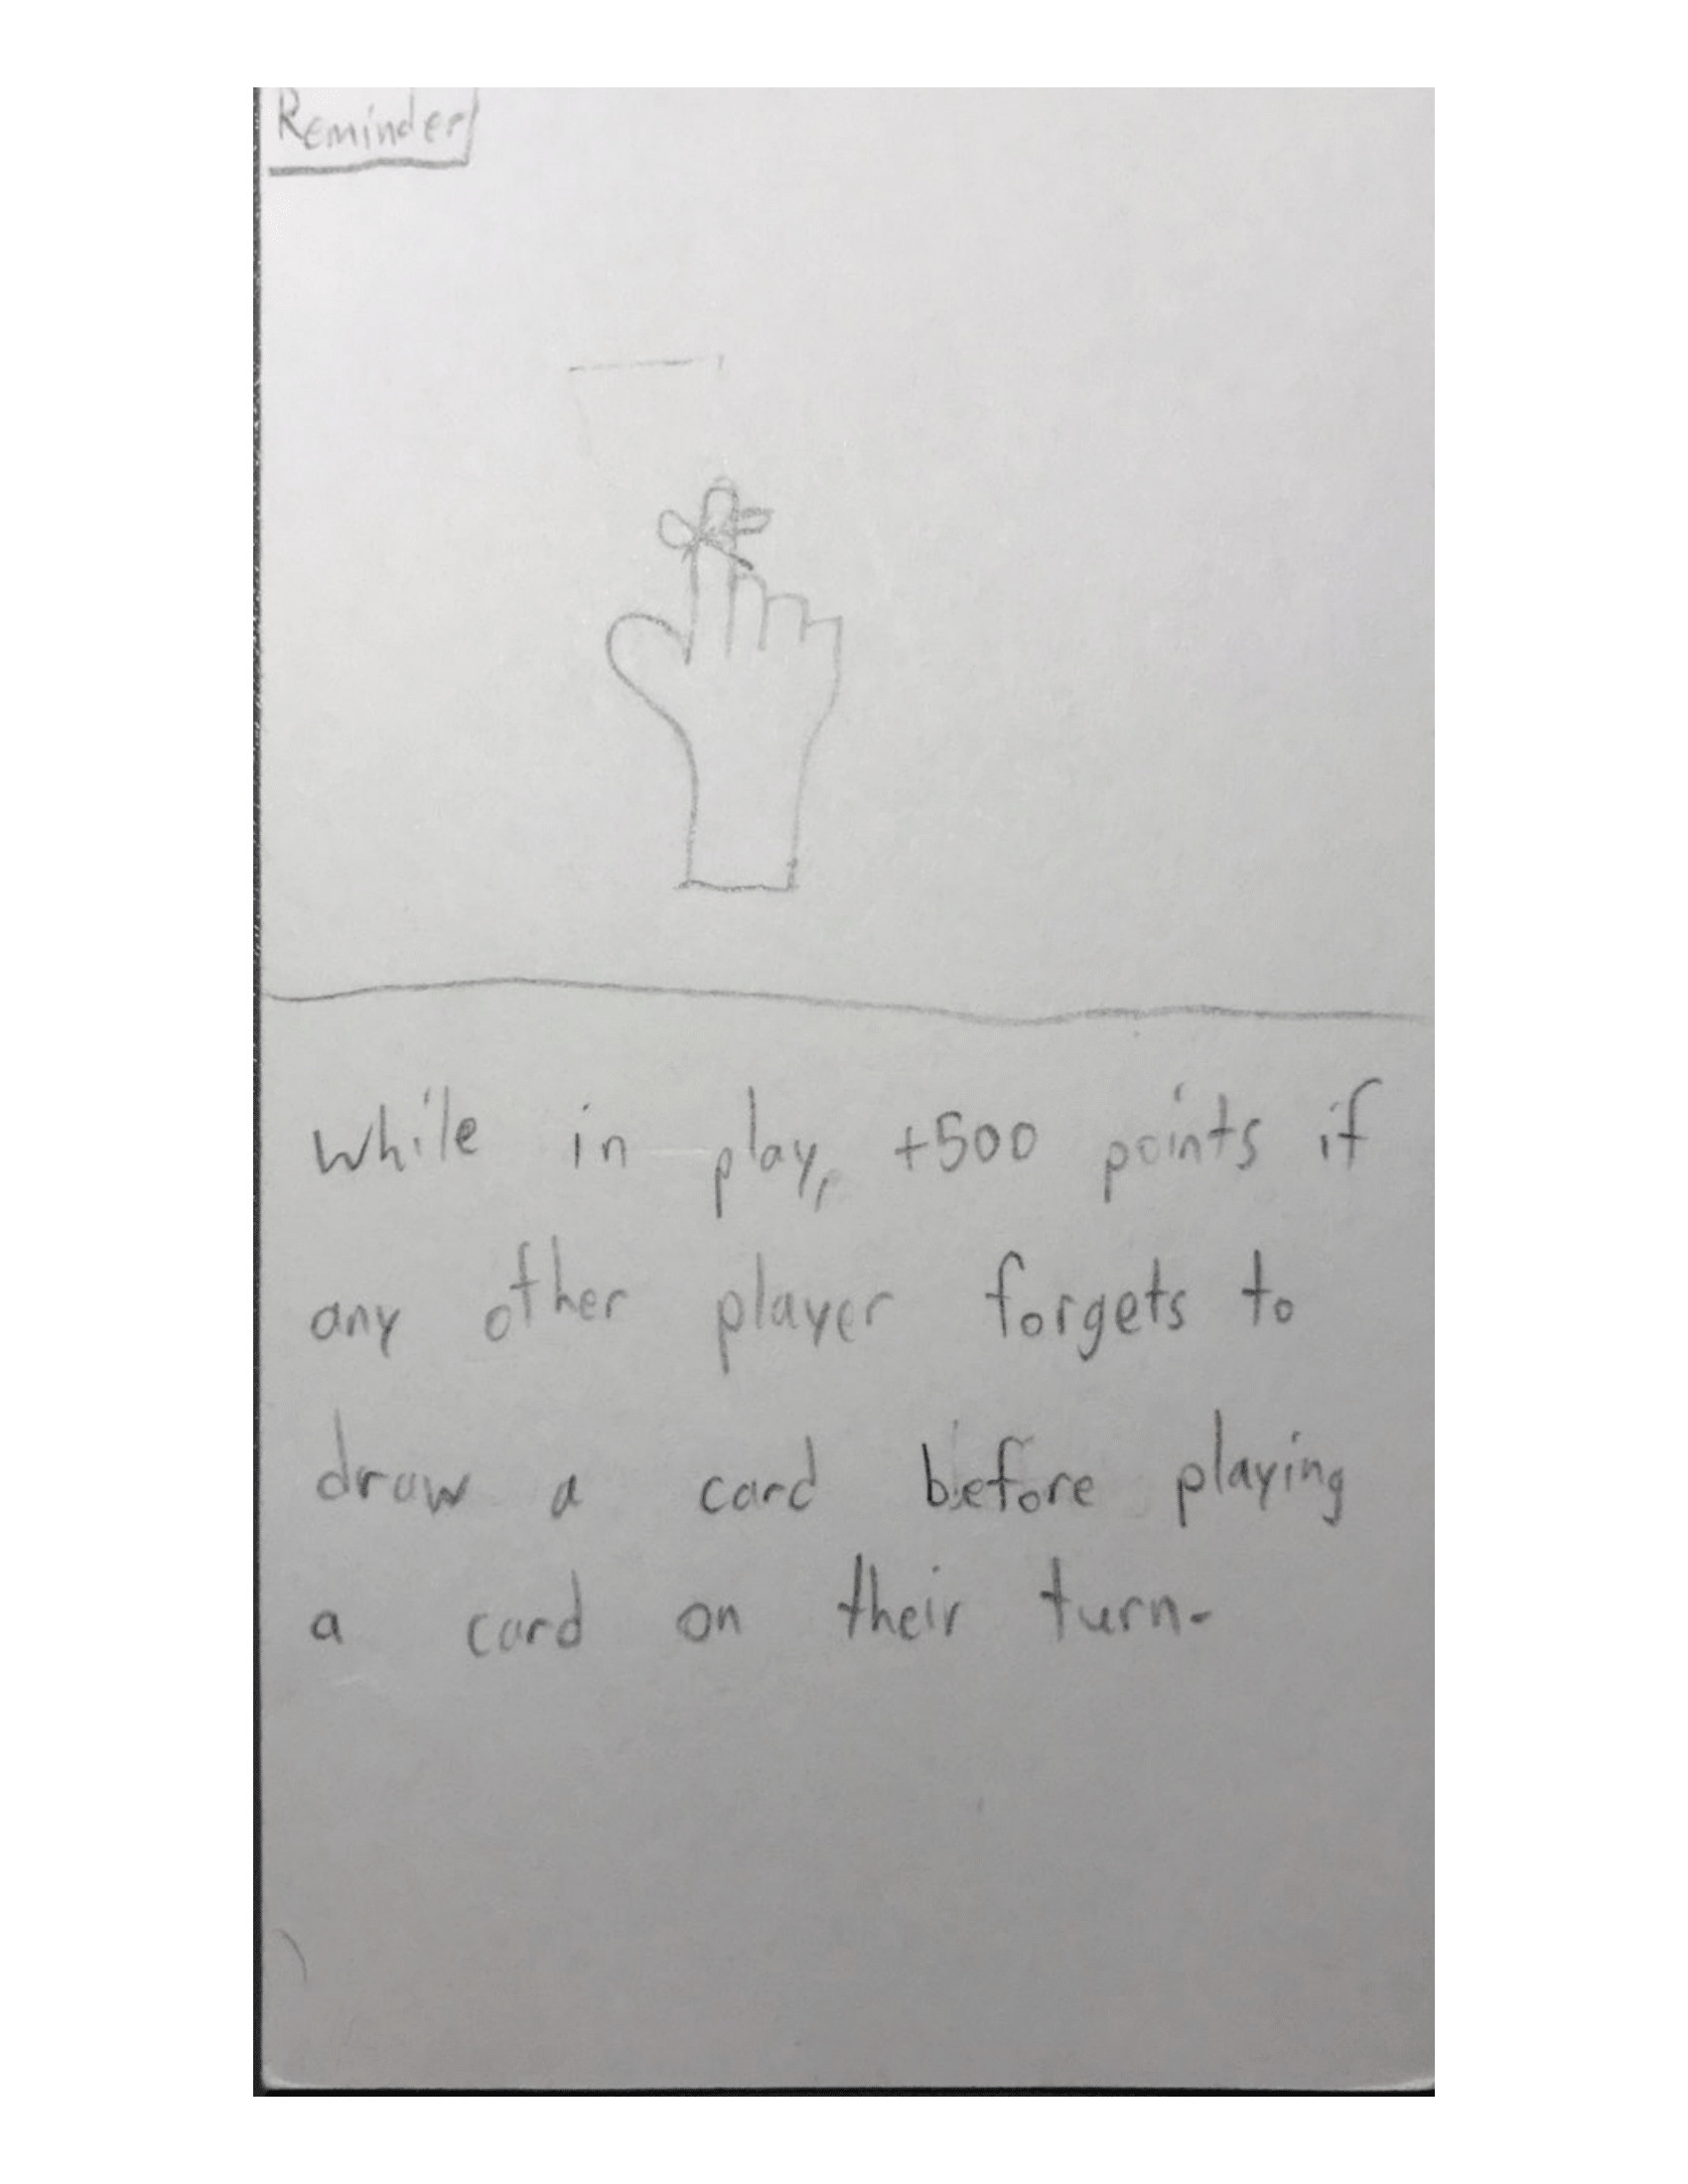 Reminder
While in play, +500 points if
any other player forgets to
draw a card before playing
a card on their turn.